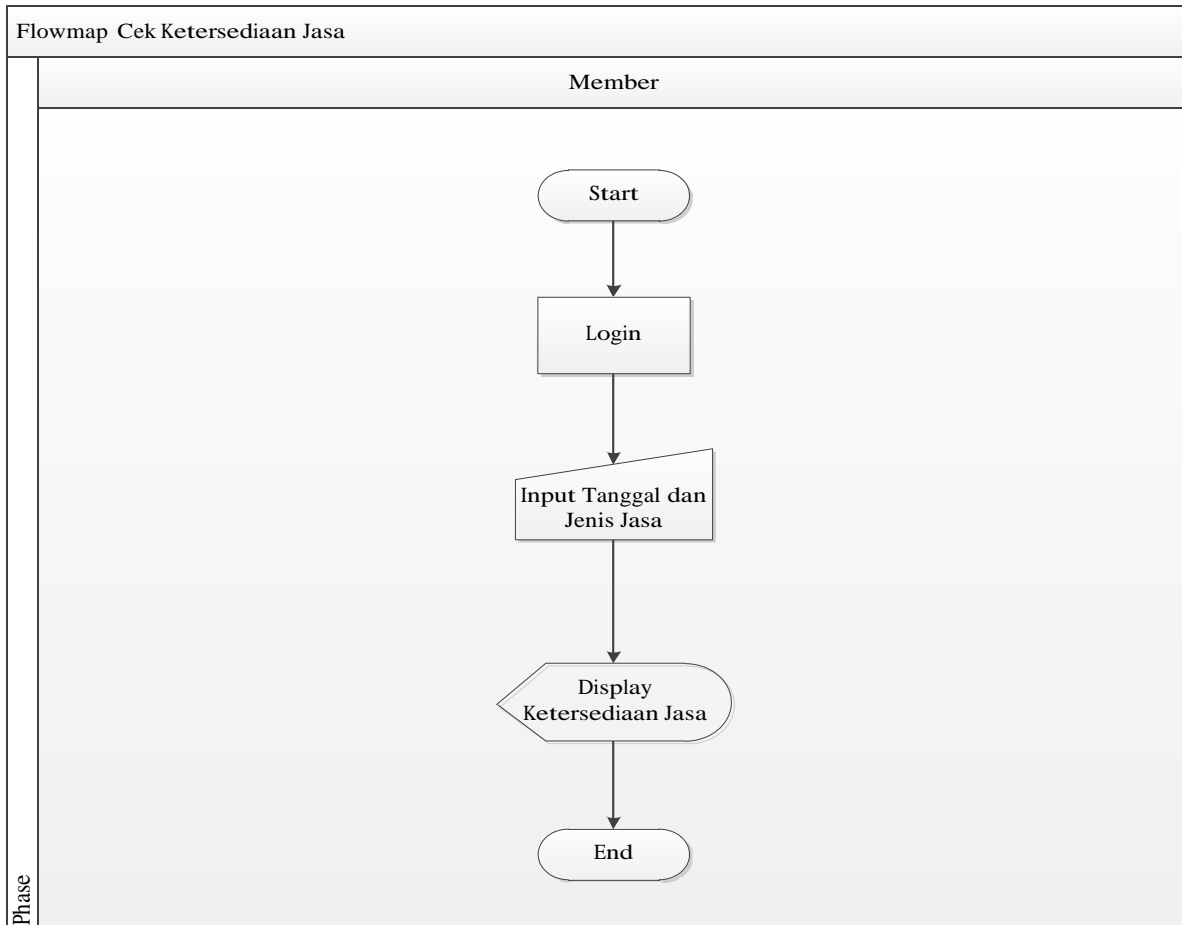 Flowmap Cek Ketersediaan Jasa
Member
Start
Login
Input Tanggal dan
Jenis Jasa
Display
Ketersediaan Jasa
End
Phase